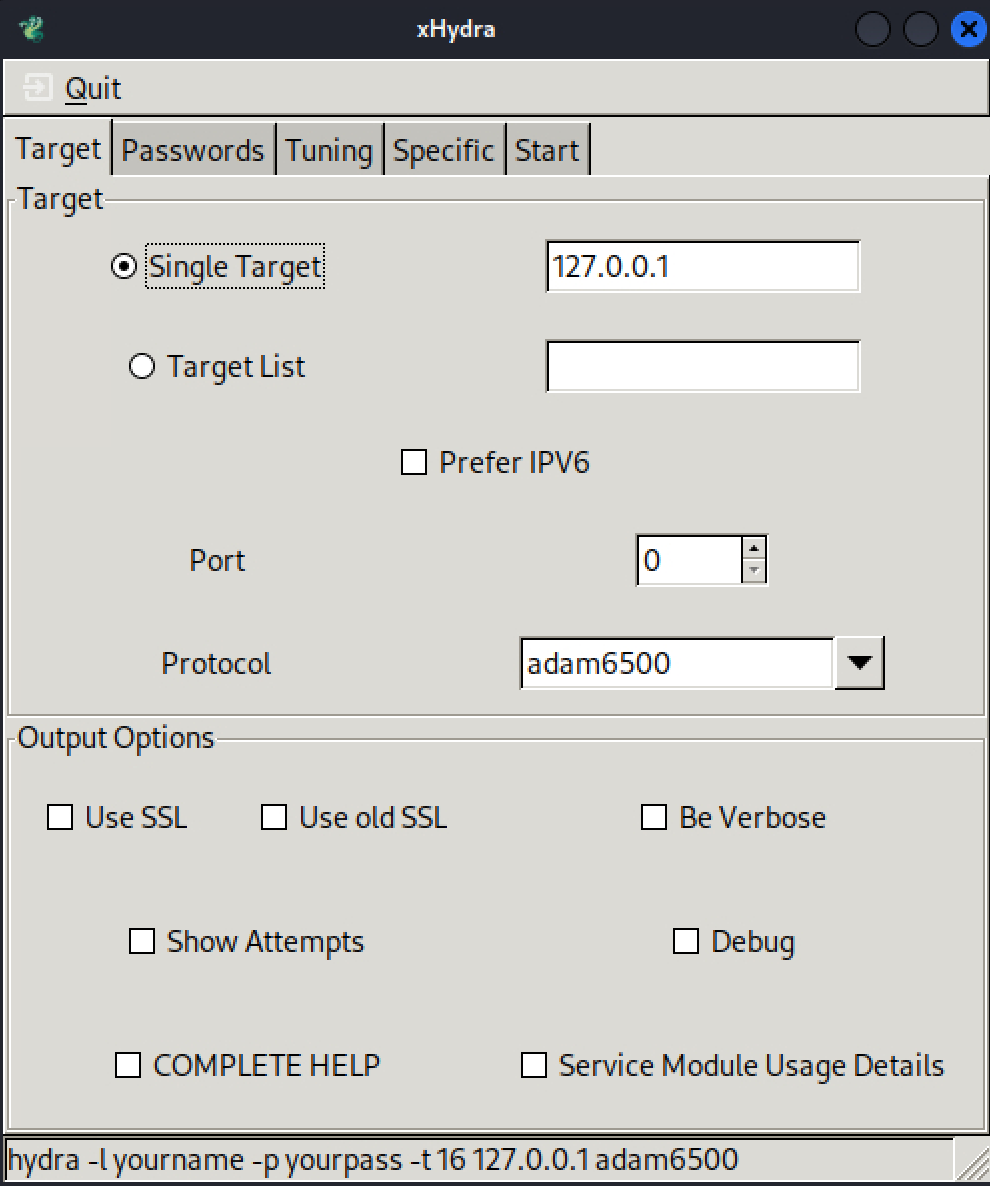 xHydra
Quit
Target Passwords Tuning Specific Start
Target
Single Target 127.0.0.1
Target List
Prefer IPV6
Port 0
Protocol adam6500
Output Options
Use SSL Use old SSL Be Verbose
Show Attempts Debug
COMPLETE HELP Service Module Usage Details
hydra -l yourname -p yourpass -t 16 127.0.0.1 adam6500